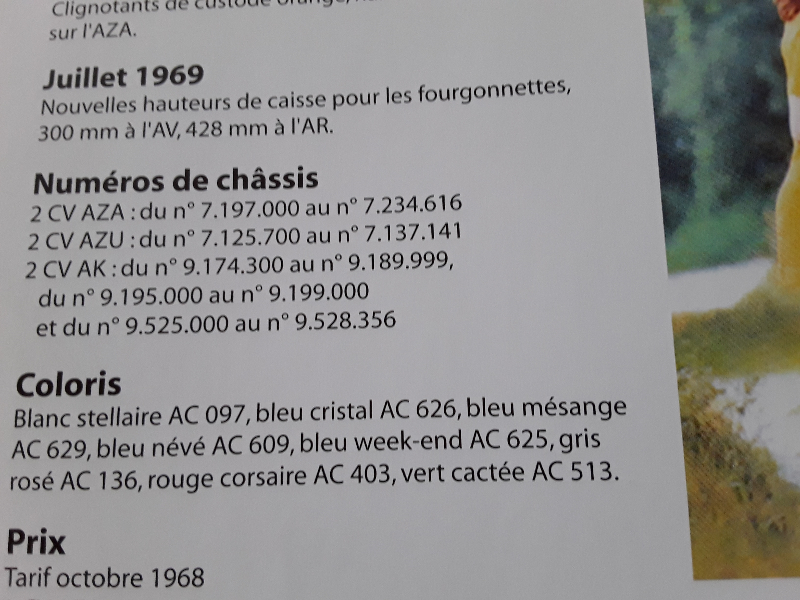 Clignotants de custode orange,
sur l'AZA.
Juillet 1969
Nouvelles hauteurs de caisse pour les fourgonnettes,
300 mm à l'AV, 428 mm à l'AR.
Numéros de châssis
2 CV AZA : du n° 7.197.000 au n° 7.234.616
2 CV AZU : du n° 7.125.700 au n° 7.137.141
2 CV AK : du n° 9.174.300 au n° 9.189.999,
du n° 9.195.000 au n° 9.199.000
et du n° 9.525.000 au n° 9.528.356
Coloris
Blanc stellaire AC 097, bleu cristal AC 626, bleu mésange
AC 629, bleu névé AC 609, bleu week-end AC 625, gris
rosé AC 136, rouge corsaire AC 403, vert cactée AC 513.
Prix
Tarif octobre 1968